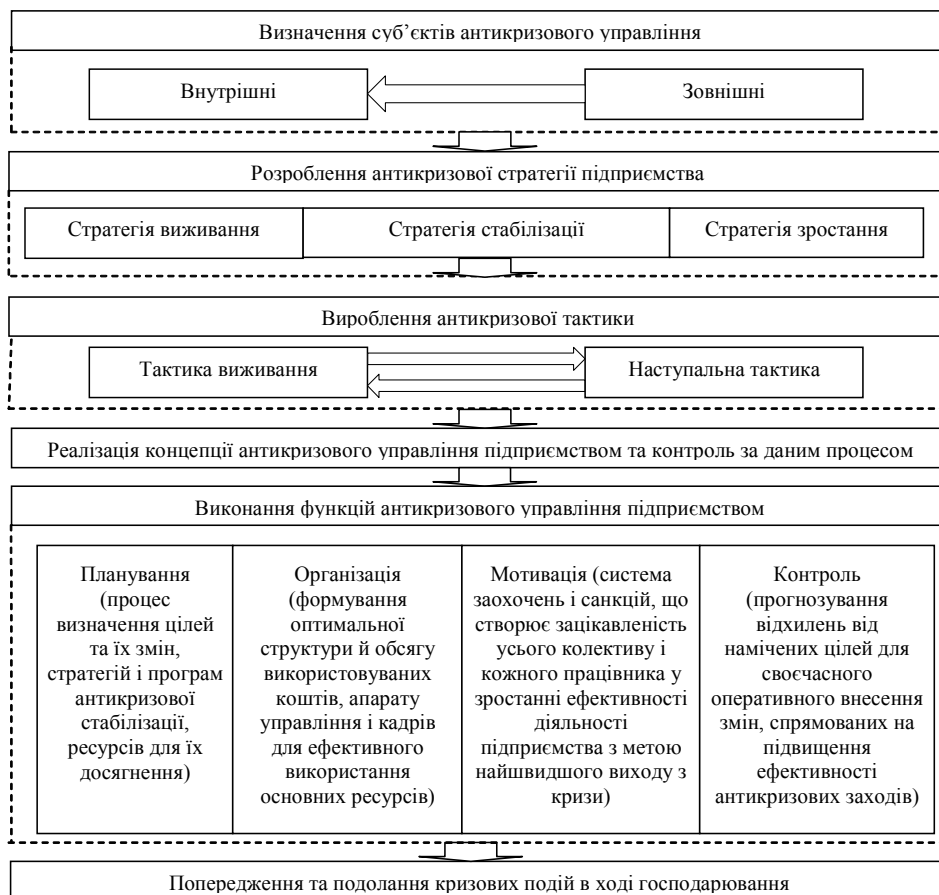 Визначення суб’єктів антикризового управління
Внутрішні
Зовнішні
Розроблення антикризової стратегії підприємства
Стратегія виживання
Стратегія стабілізації
Стратегія зростання
Вироблення антикризової тактики
Тактика виживання
Наступальна тактика
Реалізація концепції антикризового управління підприємством та контроль за даним процесом
Виконання функцій антикризового управління підприємством
Планування
(процес
визначення цілей
та їх змін,
стратегій і програм
антикризової
стабілізації,
ресурсів для їх
досягнення)
Організація
(формування
оптимальної
структури й обсягу
використовуваних
коштів, апарату
управління і кадрів
для ефективного
використання
основних ресурсів)
Мотивація (система
заохочень і санкцій, що
створює зацікавленість
усього колективу і
кожного працівника у
зростанні ефективності
діяльності
підприємства з метою
найшвидшого виходу з
кризи)
Контроль
(прогнозування
відхилень від
намічених цілей для
своєчасного
оперативного внесення
змін, спрямованих на
підвищення
ефективності
антикризових заходів)
Попередження та подолання кризових подій в ході господарювання